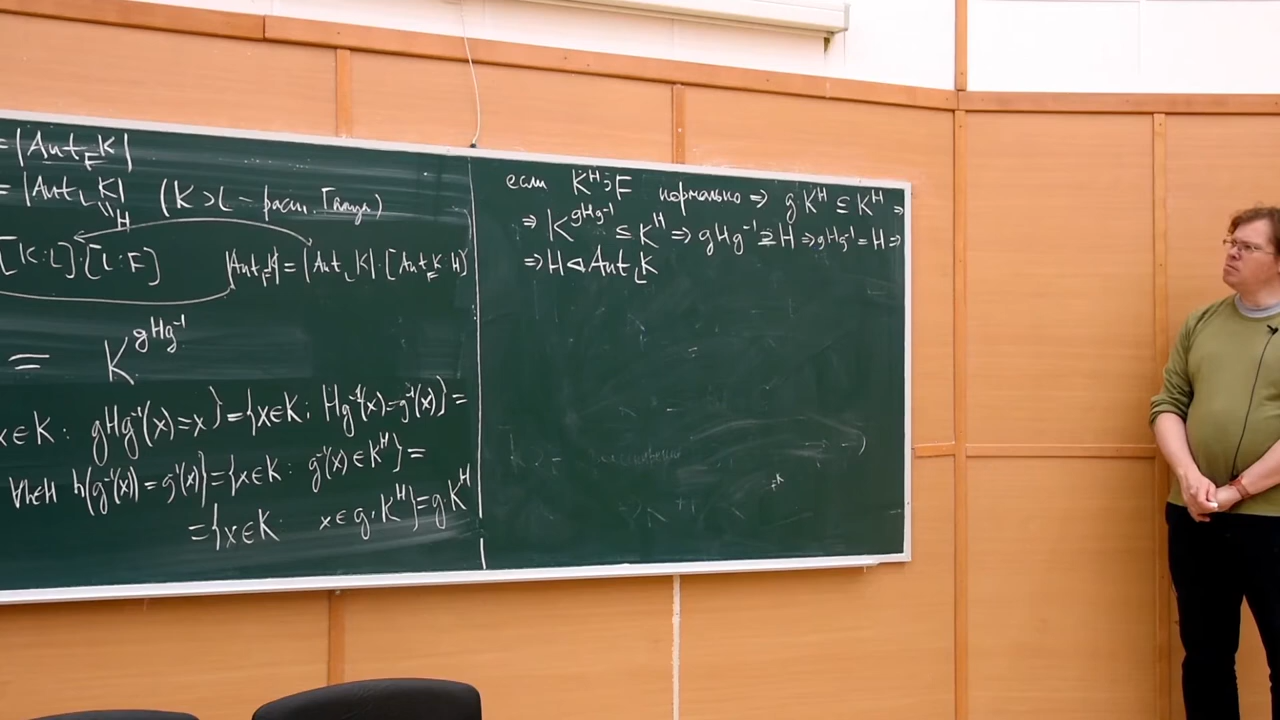 =|Aut_F K|
=|Aut_L K| (K>L - расш. Галуа)
H
[K:L]·[L:F] |Aut_F K|=|Aut_L K|·[Aut_F K:H]
= K^{gHg^{-1}}
x∈K: gHg^{-1}(x)=x}={x∈K: Hg^{-1}(x)=g^{-1}(x)}=
∀h∈H h(g^{-1}(x))=g^{-1}(x)}={x∈K: g^{-1}(x)∈K^H}=
={x∈K: x∈g·K^H}=g·K^H
если K^H⊇F нормально ⇒ gK^H⊆K^H ⇒
⇒ K^{gHg^{-1}}⊆K^H ⇒ gHg^{-1}⊇H ⇒ gHg^{-1}=H ⇒
⇒ H⊲Aut_L K